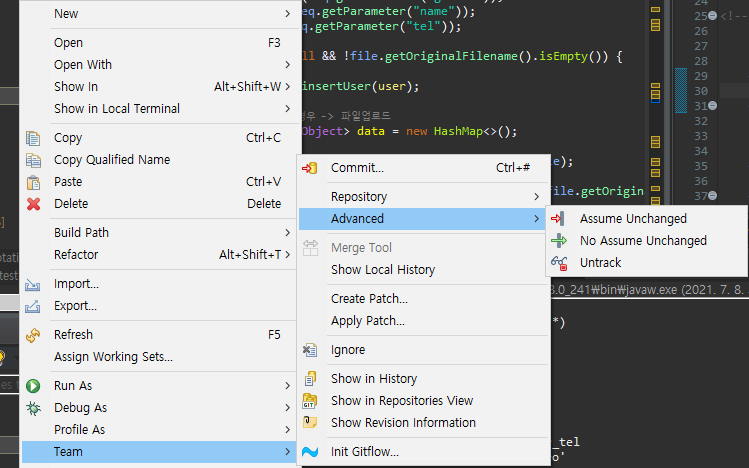 New
Open F3
Open With
Show In Alt+Shift+W
Show in Local Terminal
Copy Ctrl+C
Copy Qualified Name
Paste Ctrl+V
Delete Delete
Build Path
Refactor Alt+Shift+T
Import...
Export...
Refresh F5
Assign Working Sets...
Run As
Debug As
Profile As
Team
Commit... Ctrl+#
Repository
Advanced
Merge Tool
Show Local History
Create Patch...
Apply Patch...
Ignore
Show in History
Show in Repositories View
Show Revision Information
Init Gitflow...
Assume Unchanged
No Assume Unchanged
Untrack
eq.getParameter("name"));
q.getParameter("tel"));
ll && !file.getOriginalFilename().isEmpty()) {
insertUser(user);
경우 -> 파일업로드
Object> data = new HashMap<>();
e);
file.getOrigin
8.0_241\bin\javaw.exe (2021. 7. 8.
*)
_tel
o'
24
25 <!--
26
27
28
29
30
31
32
33
34
35
36
37